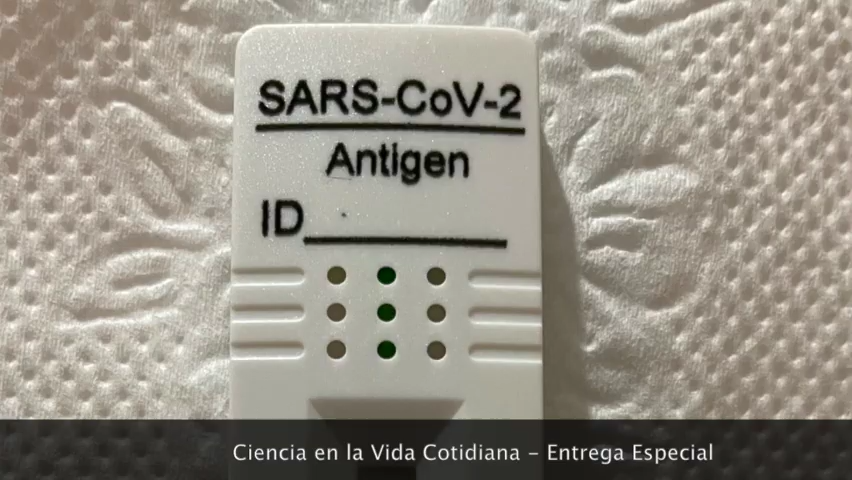 SARS-CoV-2
Antigen
ID
Ciencia en la Vida Cotidiana – Entrega Especial